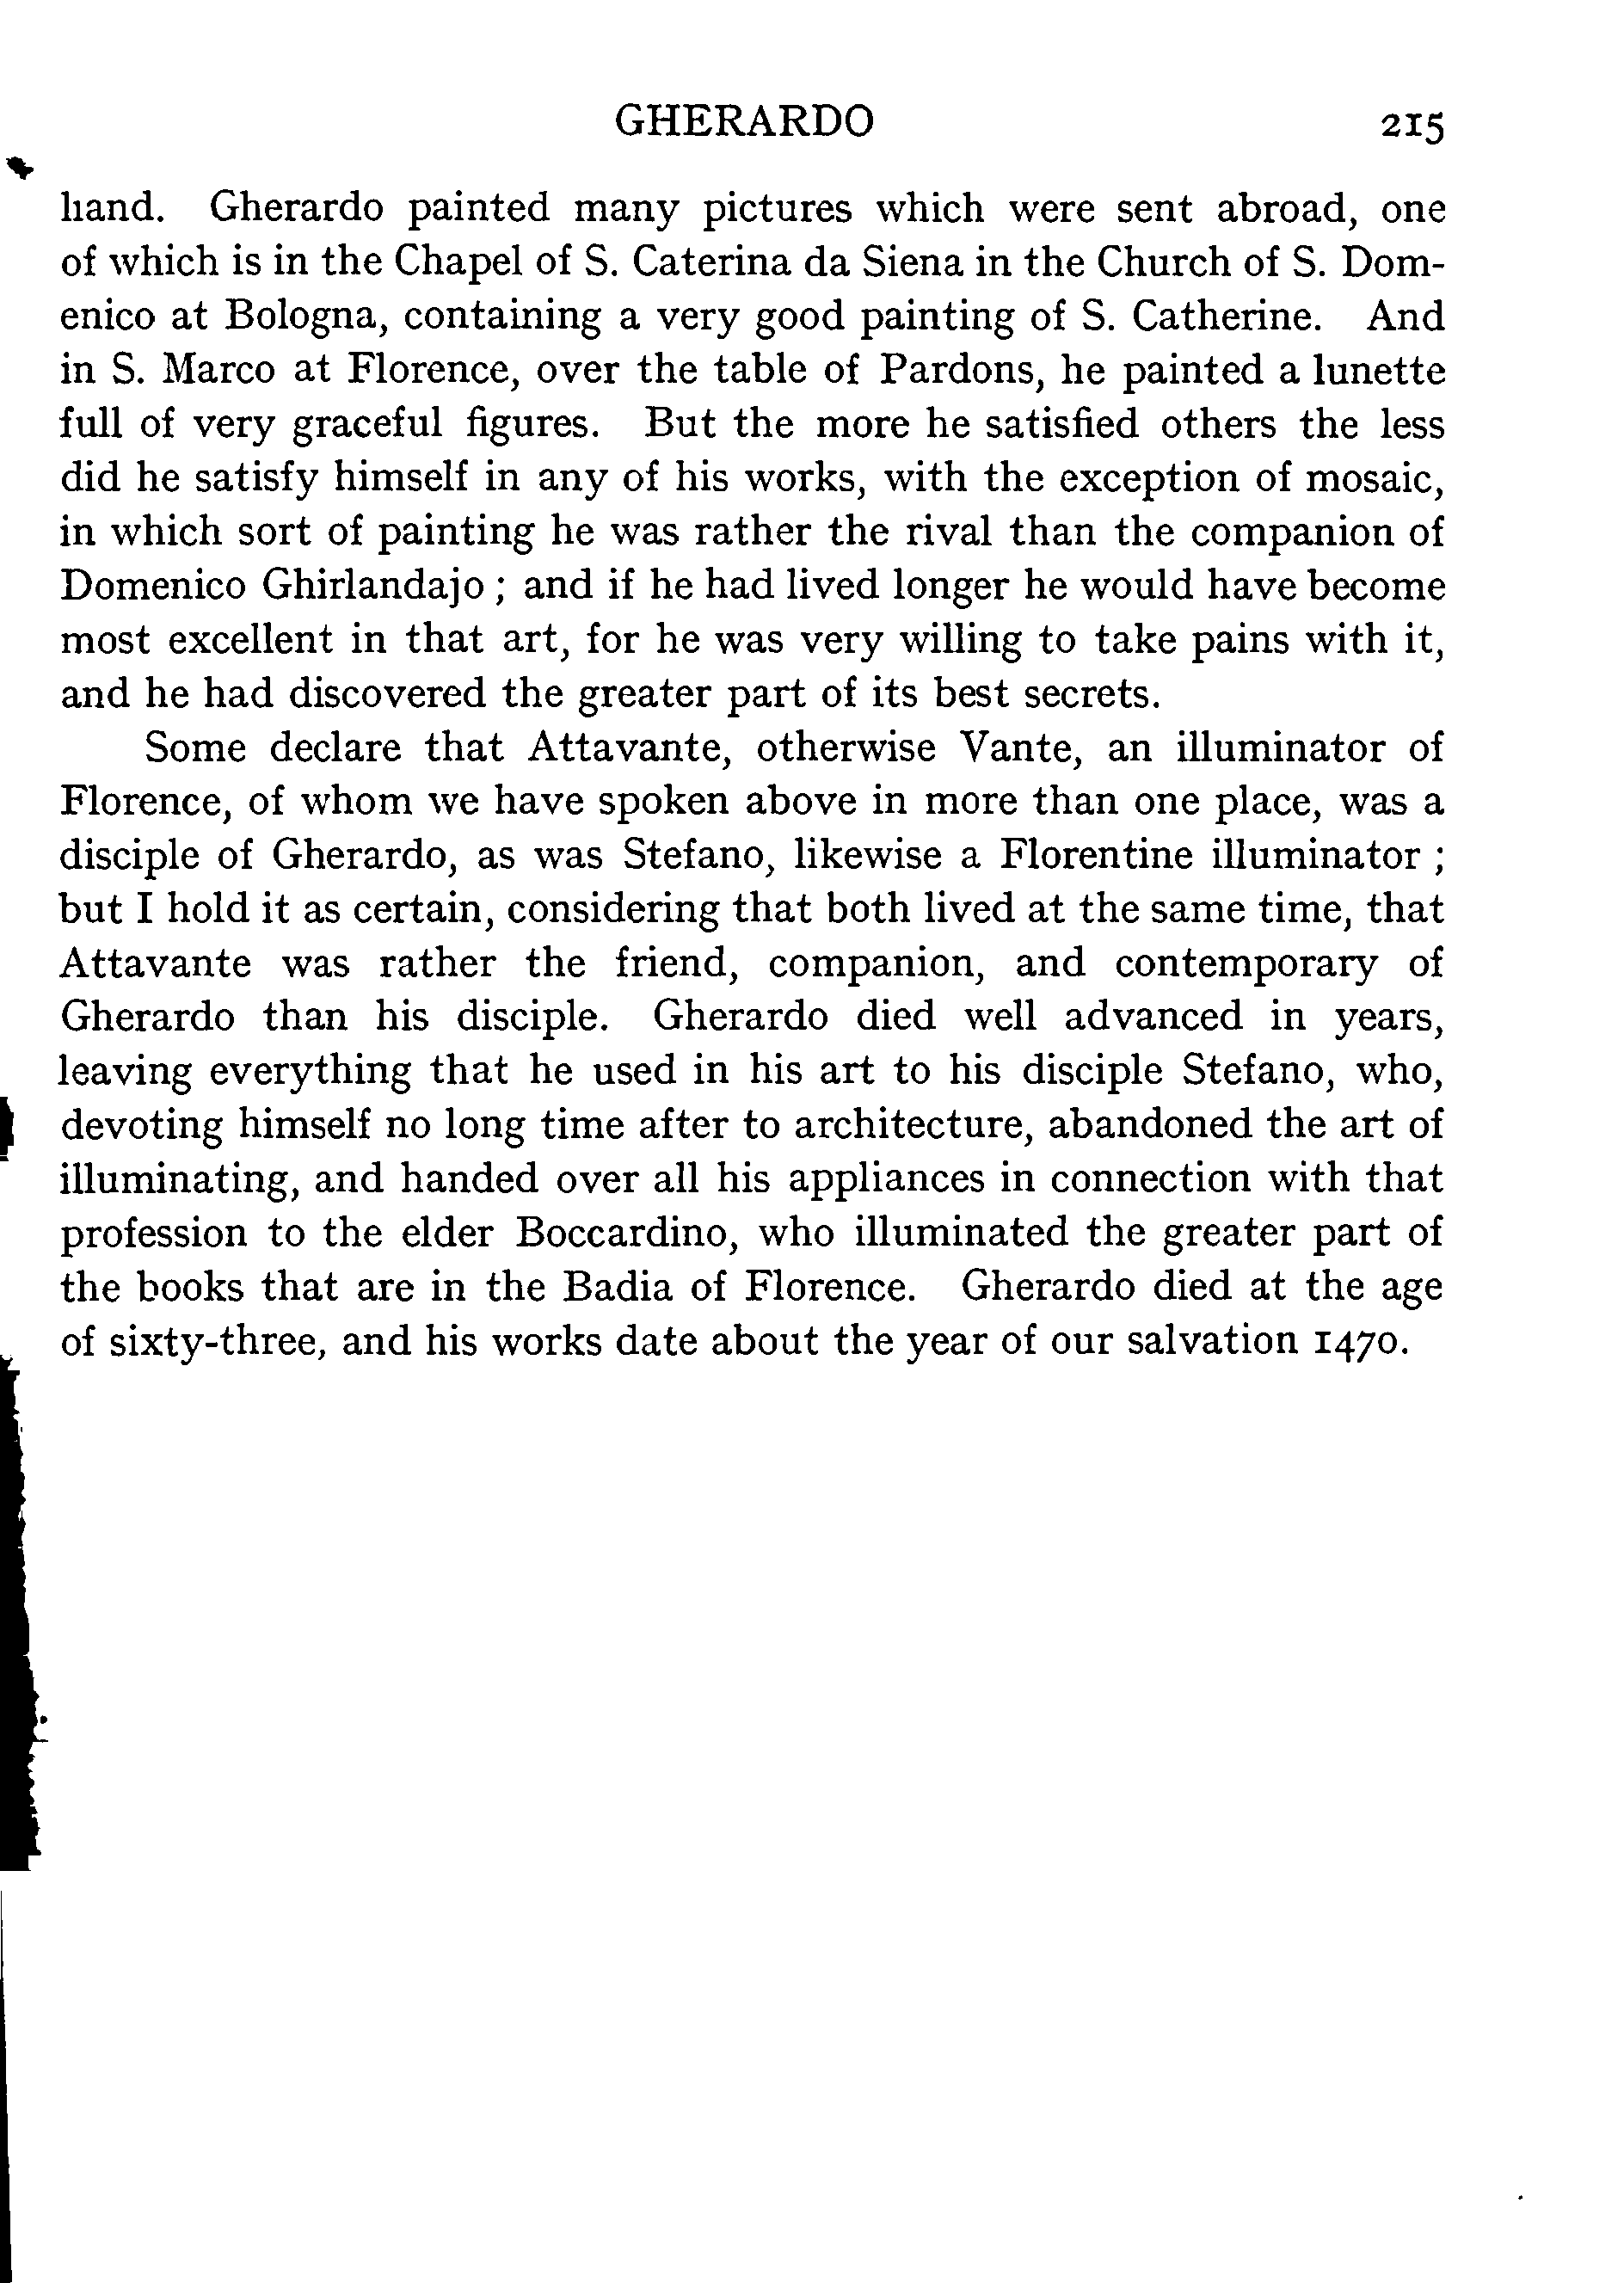 GHERARDO 215
hand. Gherardo painted many pictures which were sent abroad, one
of which is in the Chapel of S. Caterina da Siena in the Church of S. Dom-
enico at Bologna, containing a very good painting of S. Catherine. And
in S. Marco at Florence, over the table of Pardons, he painted a lunette
full of very graceful figures. But the more he satisfied others the less
did he satisfy himself in any of his works, with the exception of mosaic,
in which sort of painting he was rather the rival than the companion of
Domenico Ghirlandajo ; and if he had lived longer he would have become
most excellent in that art, for he was very willing to take pains with it,
and he had discovered the greater part of its best secrets.
Some declare that Attavante, otherwise Vante, an illuminator of
Florence, of whom we have spoken above in more than one place, was a
disciple of Gherardo, as was Stefano, likewise a Florentine illuminator ;
but I hold it as certain, considering that both lived at the same time, that
Attavante was rather the friend, companion, and contemporary of
Gherardo than his disciple. Gherardo died well advanced in years,
leaving everything that he used in his art to his disciple Stefano, who,
devoting himself no long time after to architecture, abandoned the art of
illuminating, and handed over all his appliances in connection with that
profession to the elder Boccardino, who illuminated the greater part of
the books that are in the Badia of Florence. Gherardo died at the age
of sixty-three, and his works date about the year of our salvation 1470.